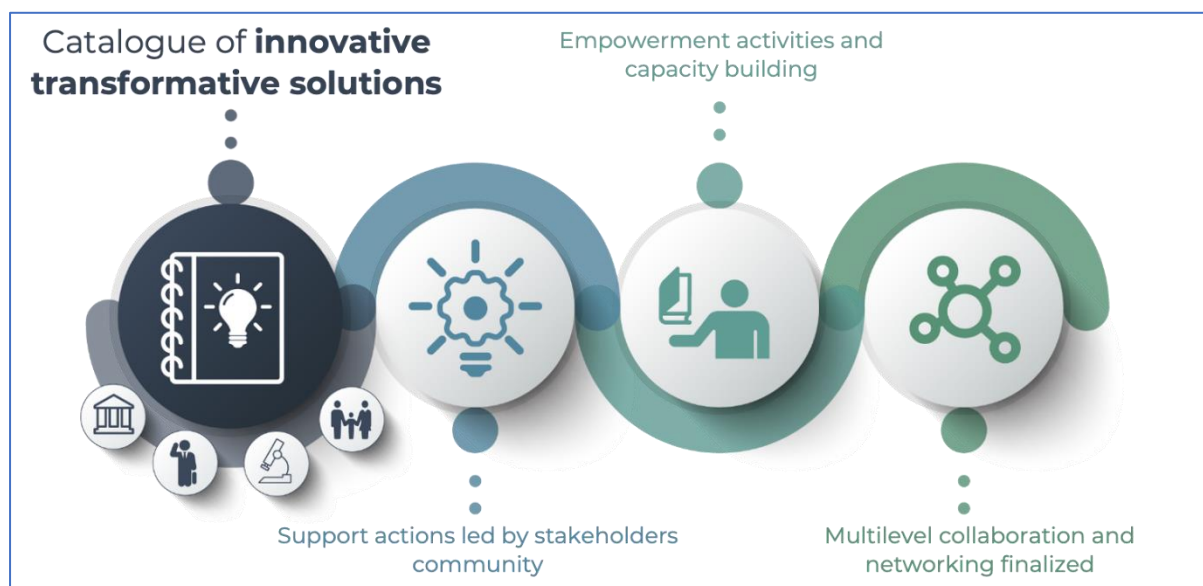 Catalogue of innovative
transformative solutions
Empowerment activities and
capacity building
Support actions led by stakeholders
community
Multilevel collaboration and
networking finalized